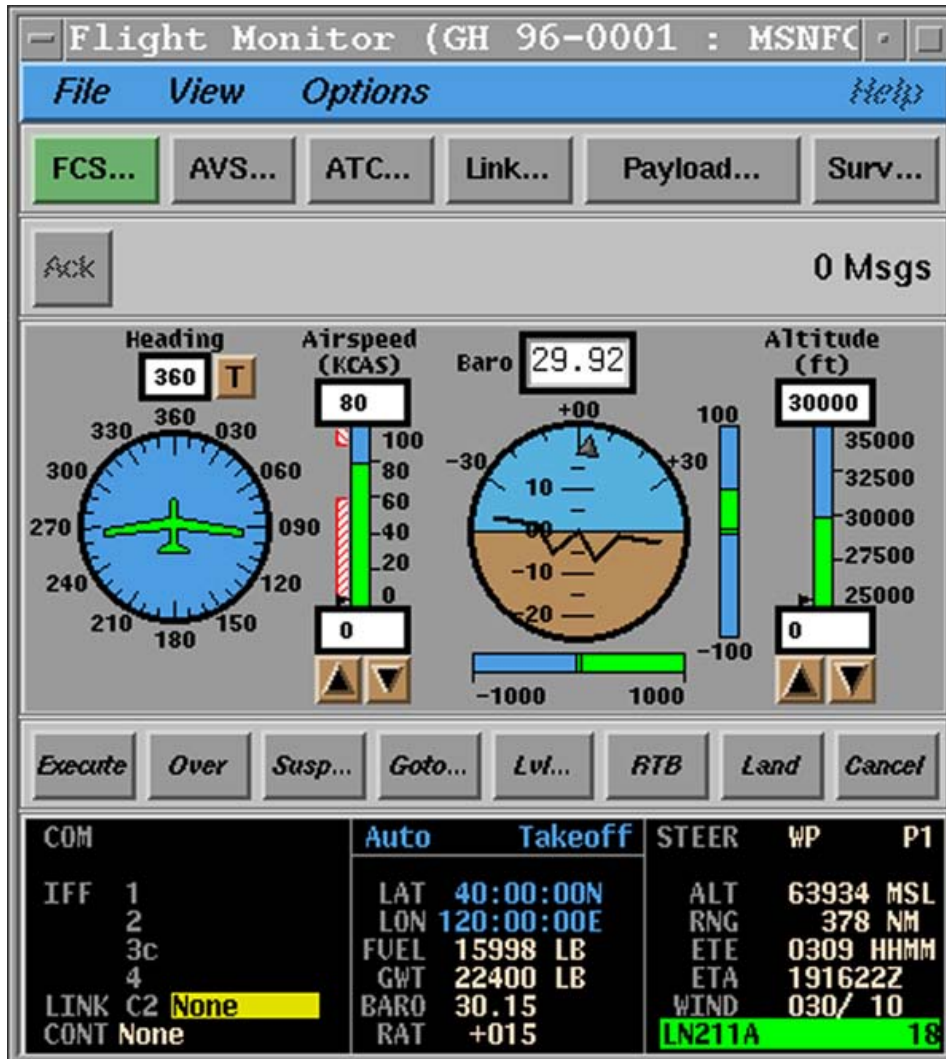 Flight Monitor (GH 96-0001 : MSNFC
File View Options Help
FCS... AVS... ATC... Link... Payload... Surv...
Ack 0 Msgs
Heading Airspeed (KCAS) Baro 29.92 Altitude (ft)
360 T 80 30000
360 030 060 090 120 150 180 210 240 270 300 330
100 80 60 40 20 0
0
+00 -30 +30
10
00
-10
-20
100
-100
-1000 1000
35000
32500
30000
27500
25000
0
Execute Over Susp... Goto... Lvl... RTB Land Cancel
COM
IFF 1
2
3c
4
LINK C2 None
CONT None
Auto Takeoff
LAT 40:00:00N
LON 120:00:00E
FUEL 15998 LB
GWT 22400 LB
BARO 30.15
RAT +015
STEER WP P1
ALT 63934 MSL
RNG 378 NM
ETE 0309 HHMM
ETA 191622Z
WIND 030/ 10
LN211A 18